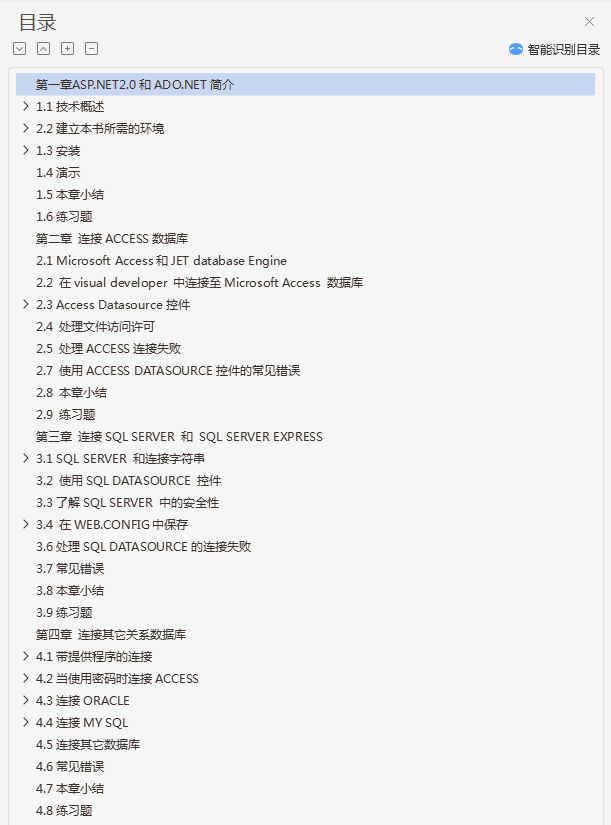 目录
智能识别目录
第一章ASP.NET2.0 和 ADO.NET 简介
1.1 技术概述
2.2 建立本书所需的环境
1.3 安装
1.4 演示
1.5 本章小结
1.6 练习题
第二章 连接 ACCESS 数据库
2.1 Microsoft Access 和 JET database Engine
2.2 在 visual developer 中连接至 Microsoft Access 数据库
2.3 Access Datasource 控件
2.4 处理文件访问许可
2.5 处理 ACCESS 连接失败
2.7 使用 ACCESS DATASOURCE 控件的常见错误
2.8 本章小结
2.9 练习题
第三章 连接 SQL SERVER 和 SQL SERVER EXPRESS
3.1 SQL SERVER 和连接字符串
3.2 使用 SQL DATASOURCE 控件
3.3 了解 SQL SERVER 中的安全性
3.4 在 WEB.CONFIG 中保存
3.6 处理 SQL DATASOURCE 的连接失败
3.7 常见错误
3.8 本章小结
3.9 练习题
第四章 连接其它关系数据库
4.1 带提供程序的连接
4.2 当使用密码时连接 ACCESS
4.3 连接 ORACLE
4.4 连接 MY SQL
4.5 连接其它数据库
4.6 常见错误
4.7 本章小结
4.8 练习题